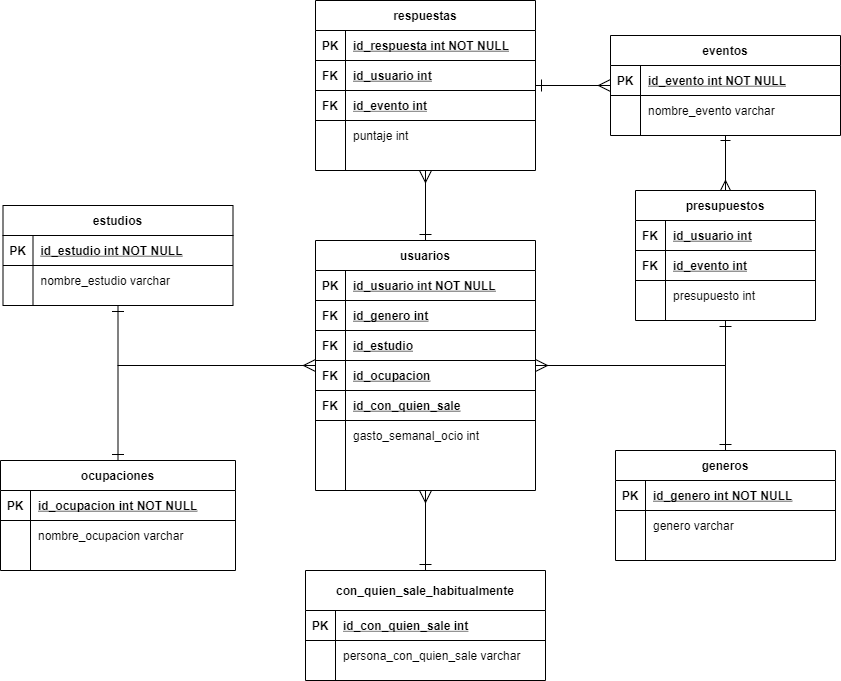 respuestas
PK id_respuesta int NOT NULL
FK id_usuario int
FK id_evento int
puntaje int
eventos
PK id_evento int NOT NULL
nombre_evento varchar
presupuestos
FK id_usuario int
FK id_evento int
presupuesto int
estudios
PK id_estudio int NOT NULL
nombre_estudio varchar
usuarios
PK id_usuario int NOT NULL
FK id_genero int
FK id_estudio
FK id_ocupacion
FK id_con_quien_sale
gasto_semanal_ocio int
ocupaciones
PK id_ocupacion int NOT NULL
nombre_ocupacion varchar
generos
PK id_genero int NOT NULL
genero varchar
con_quien_sale_habitualmente
PK id_con_quien_sale int
persona_con_quien_sale varchar